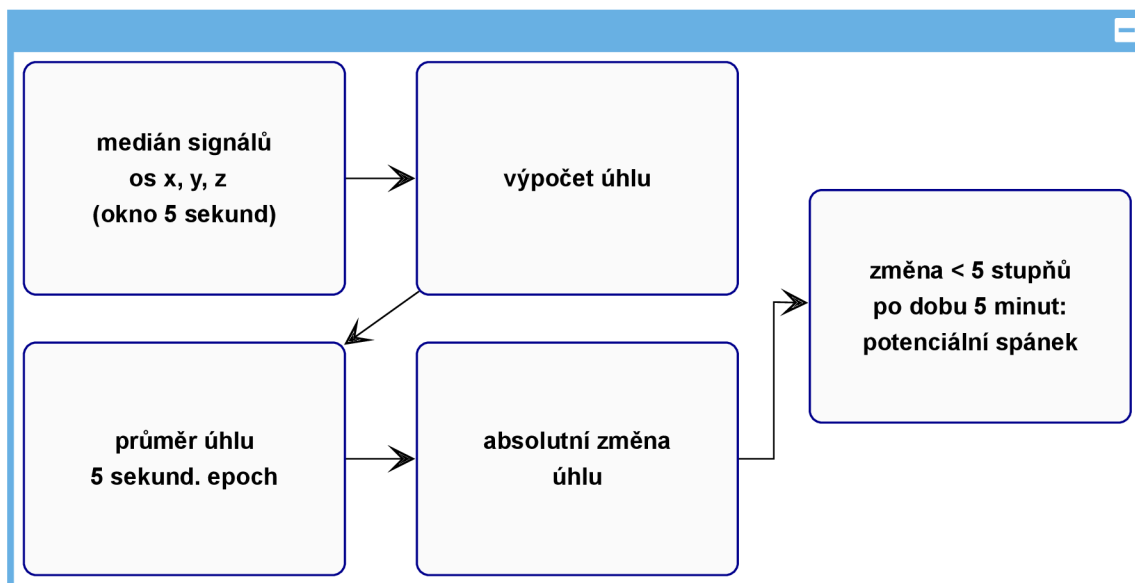 medián signálů
os x, y, z
(okno 5 sekund)
výpočet úhlu
průměr úhlu
5 sekund. epoch
absolutní změna
úhlu
změna < 5 stupňů
po dobu 5 minut:
potenciální spánek